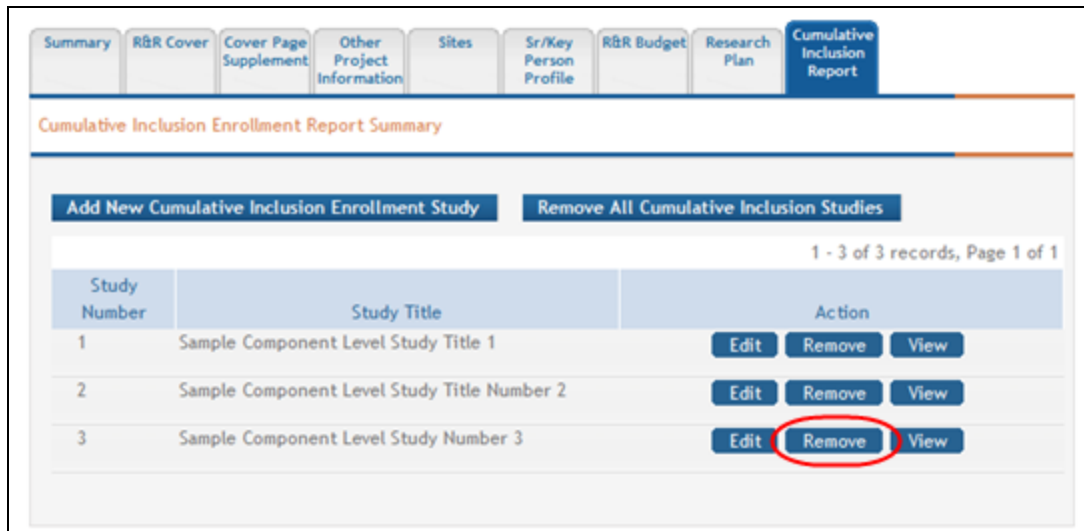 Summary
R&R Cover
Cover Page
Supplement
Other
Project
Information
Sites
Sr/Key
Person
Profile
R&R Budget
Research
Plan
Cumulative
Inclusion
Report
Cumulative Inclusion Enrollment Report Summary
Add New Cumulative Inclusion Enrollment Study Remove All Cumulative Inclusion Studies
1 - 3 of 3 records, Page 1 of 1
Study
Number Study Title Action
1 Sample Component Level Study Title 1 Edit Remove View
2 Sample Component Level Study Title Number 2 Edit Remove View
3 Sample Component Level Study Number 3 Edit Remove View